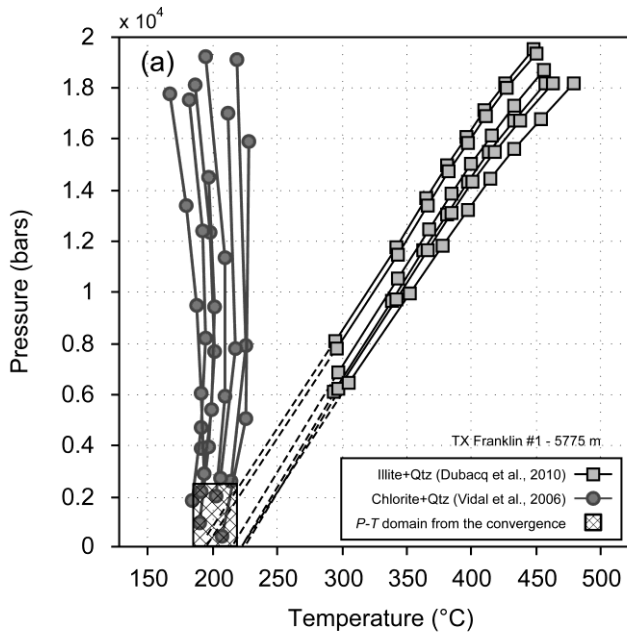 x 10⁴
(a)
2
1.8
1.6
1.4
1.2
1
0.8
0.6
0.4
0.2
0
Pressure (bars)
TX Franklin #1 - 5775 m
Illite+Qtz (Dubacq et al., 2010)
Chlorite+Qtz (Vidal et al., 2006)
P-T domain from the convergence
150 200 250 300 350 400 450 500
Temperature (°C)